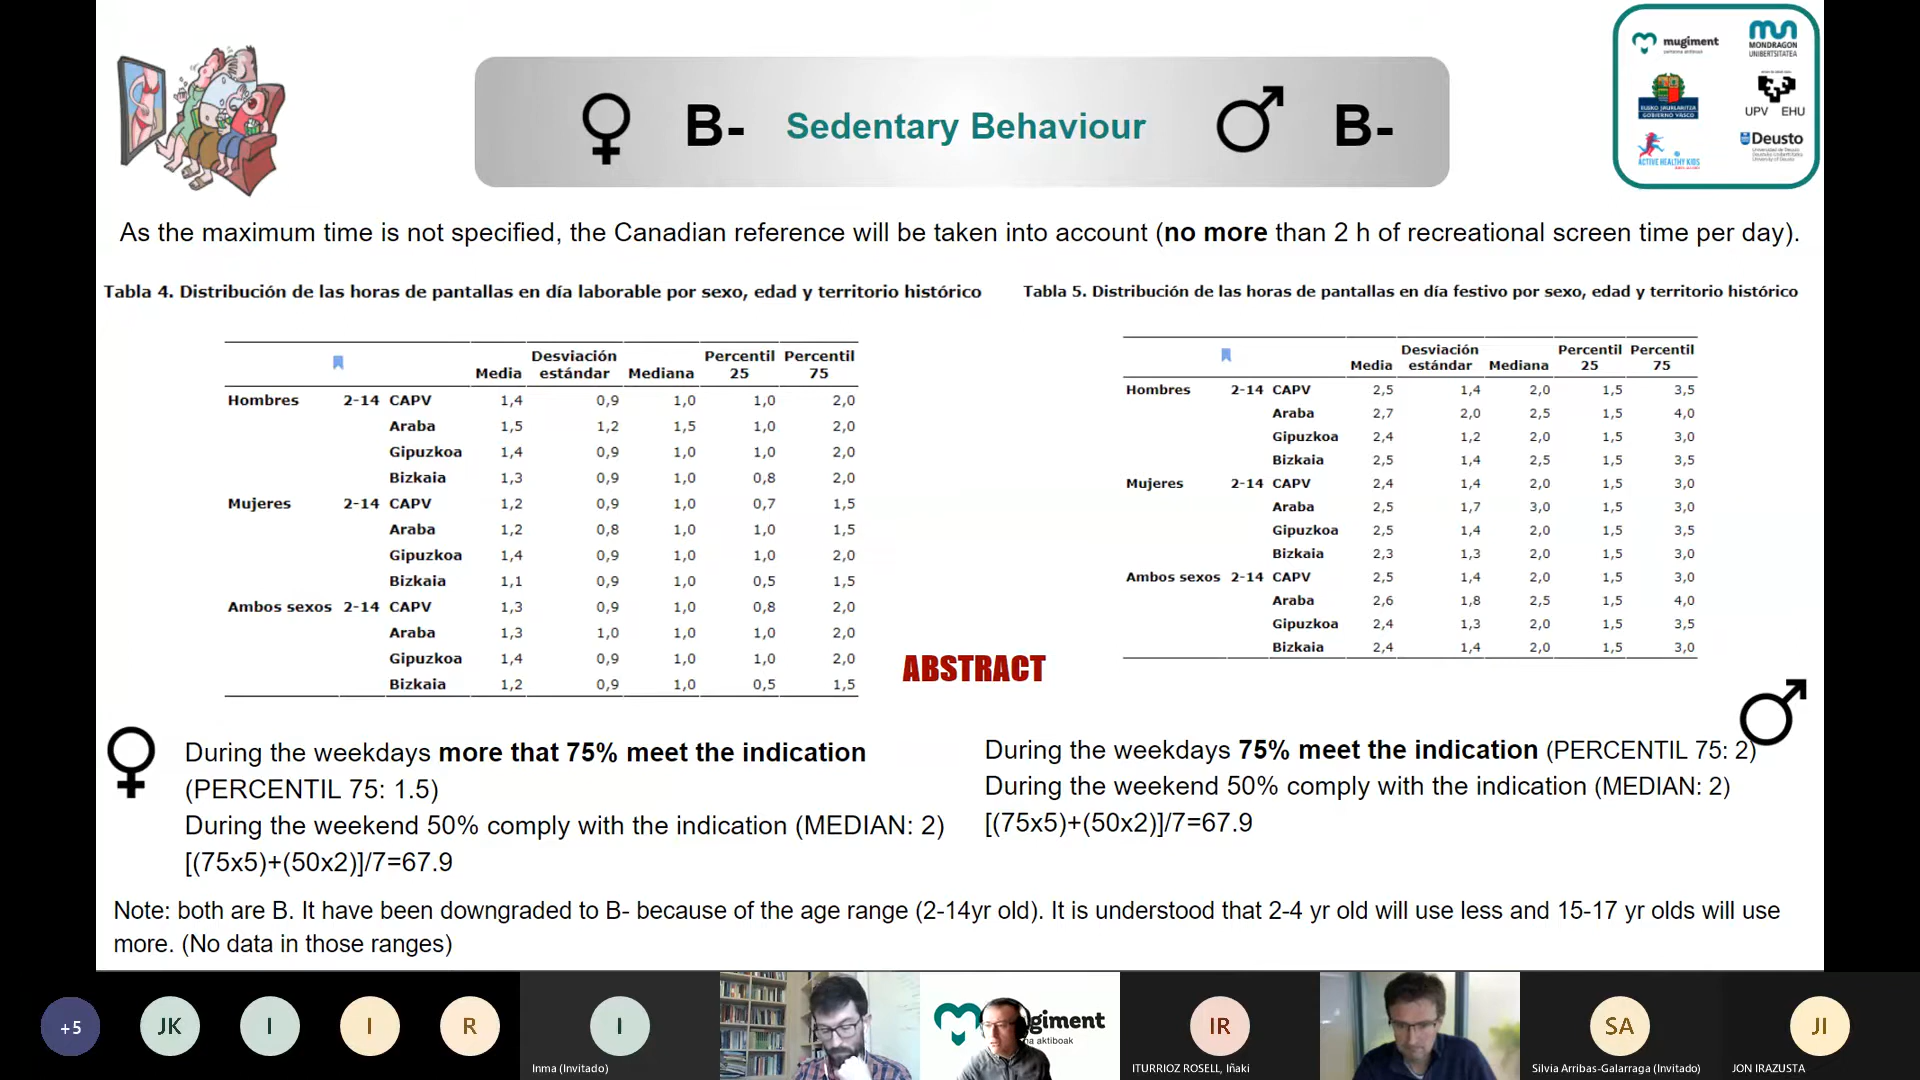 B- Sedentary Behaviour B-
mugiment
MONDRAGON
UNIBERTSITATEA
EUSKO JAURLARITZA
GOBIERNO VASCO
UPV EHU
ACTIVE HEALTHY KIDS
Deusto
Universidad de Deusto
Deustuko Unibertsitatea
University of Deusto
As the maximum time is not specified, the Canadian reference will be taken into account (no more than 2 h of recreational screen time per day).
Tabla 4. Distribución de las horas de pantallas en día laborable por sexo, edad y territorio histórico
Media Desviación estándar Mediana Percentil 25 Percentil 75
Hombres 2-14 CAPV 1,4 0,9 1,0 1,0 2,0
Araba 1,5 1,2 1,5 1,0 2,0
Gipuzkoa 1,4 0,9 1,0 1,0 2,0
Bizkaia 1,3 0,9 1,0 0,8 2,0
Mujeres 2-14 CAPV 1,2 0,9 1,0 0,7 1,5
Araba 1,2 0,8 1,0 1,0 1,5
Gipuzkoa 1,4 0,9 1,0 1,0 2,0
Bizkaia 1,1 0,9 1,0 0,5 1,5
Ambos sexos 2-14 CAPV 1,3 0,9 1,0 0,8 2,0
Araba 1,3 1,0 1,0 1,0 2,0
Gipuzkoa 1,4 0,9 1,0 1,0 2,0
Bizkaia 1,2 0,9 1,0 0,5 1,5
Tabla 5. Distribución de las horas de pantallas en día festivo por sexo, edad y territorio histórico
Media Desviación estándar Mediana Percentil 25 Percentil 75
Hombres 2-14 CAPV 2,5 1,4 2,0 1,5 3,5
Araba 2,7 2,0 2,5 1,5 4,0
Gipuzkoa 2,4 1,2 2,0 1,5 3,0
Bizkaia 2,5 1,4 2,5 1,5 3,5
Mujeres 2-14 CAPV 2,4 1,4 2,0 1,5 3,0
Araba 2,5 1,7 3,0 1,5 3,0
Gipuzkoa 2,5 1,4 2,0 1,5 3,5
Bizkaia 2,3 1,3 2,0 1,5 3,0
Ambos sexos 2-14 CAPV 2,5 1,4 2,0 1,5 3,0
Araba 2,6 1,8 2,5 1,5 4,0
Gipuzkoa 2,4 1,3 2,0 1,5 3,5
Bizkaia 2,4 1,4 2,0 1,5 3,0
ABSTRACT
During the weekdays more that 75% meet the indication
(PERCENTIL 75: 1.5)
During the weekend 50% comply with the indication (MEDIAN: 2)
[(75x5)+(50x2)]/7=67.9
During the weekdays 75% meet the indication (PERCENTIL 75: 2)
During the weekend 50% comply with the indication (MEDIAN: 2)
[(75x5)+(50x2)]/7=67.9
Note: both are B. It have been downgraded to B- because of the age range (2-14yr old). It is understood that 2-4 yr old will use less and 15-17 yr olds will use
more. (No data in those ranges)
+5
JK
I
I
R
I
Inma (Invitado)
giment
na aktiboak
IR
ITURRIOZ ROSELL, Iñaki
SA
Silvia Arribas-Galarraga (Invitado)
JI
JON IRAZUSTA